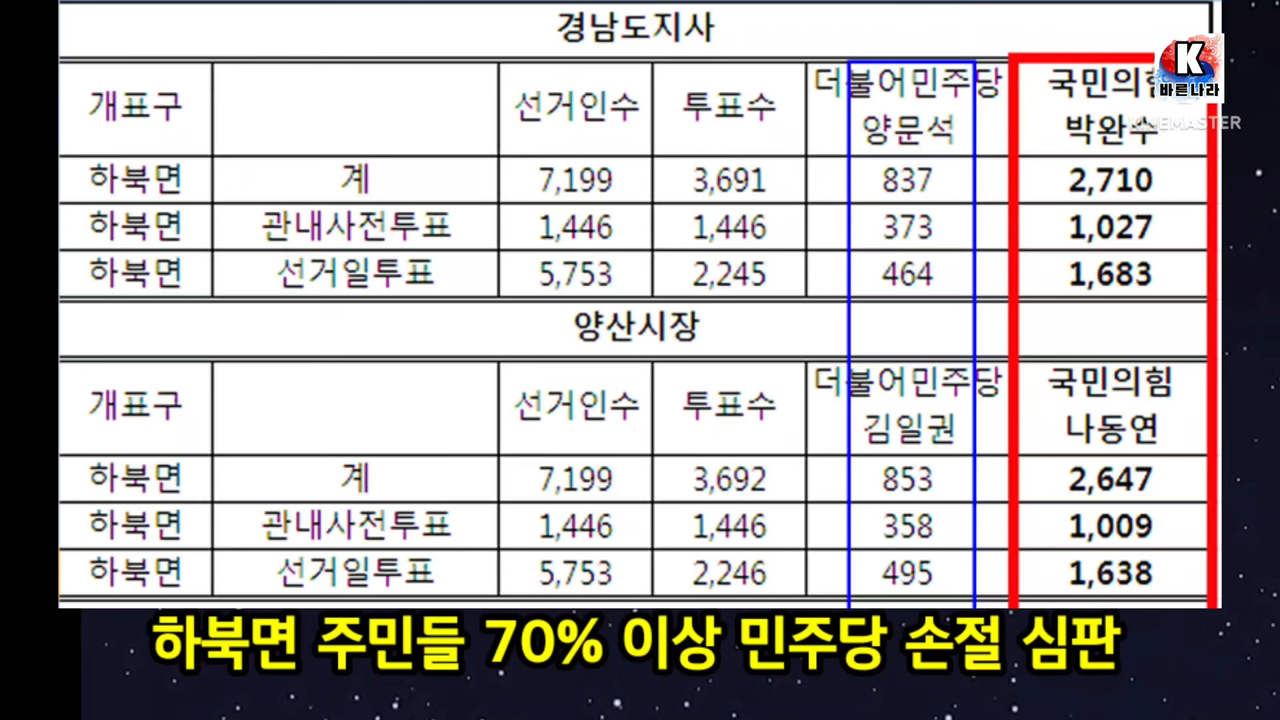 경남도지사
개표구 선거인수 투표수 더불어민주당 양문석 국민의힘 박완수
하북면 계 7,199 3,691 837 2,710
하북면 관내사전투표 1,446 1,446 373 1,027
하북면 선거일투표 5,753 2,245 464 1,683
양산시장
개표구 선거인수 투표수 더불어민주당 김일권 국민의힘 나동연
하북면 계 7,199 3,692 853 2,647
하북면 관내사전투표 1,446 1,446 358 1,009
하북면 선거일투표 5,753 2,246 495 1,638
하북면 주민들 70% 이상 민주당 손절 심판
K
바른나라
KINEMASTER